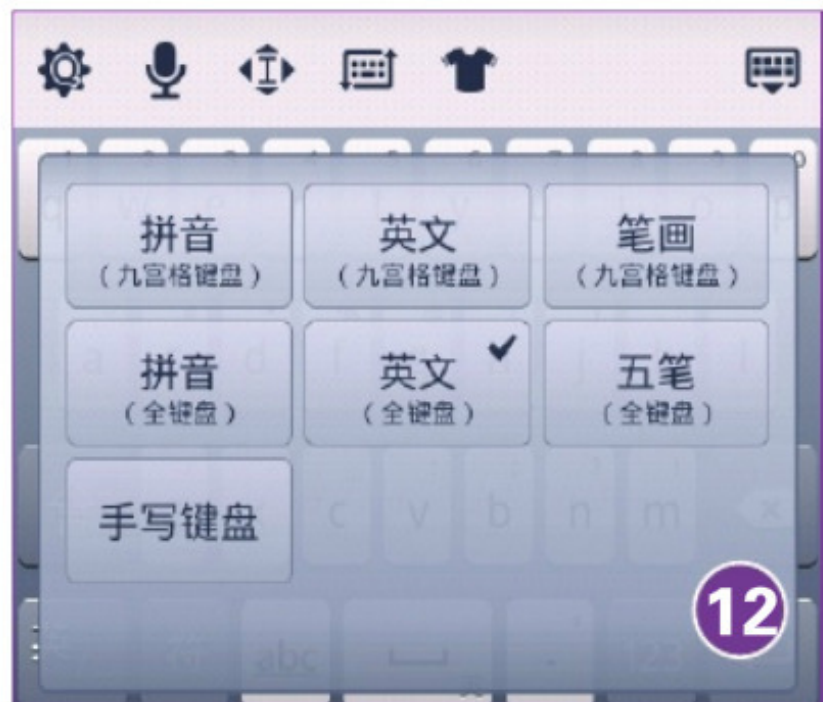 拼音
（九宫格键盘）
英文
（九宫格键盘）
笔画
（九宫格键盘）
拼音
（全键盘）
英文
（全键盘）
五笔
（全键盘）
手写键盘
c v b n m
abc
12